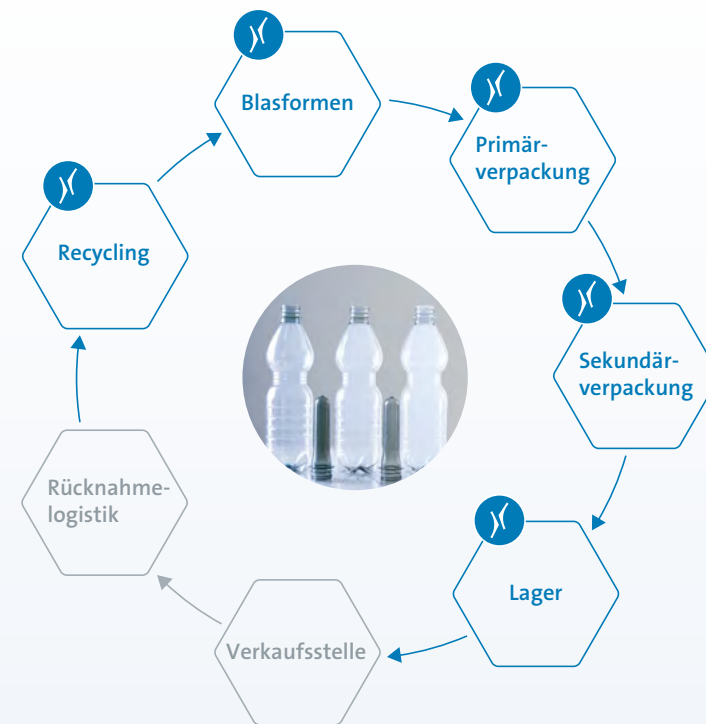 Blasformen
Primär-
verpackung
Sekundär-
verpackung
Lager
Verkaufsstelle
Rücknahme-
logistik
Recycling